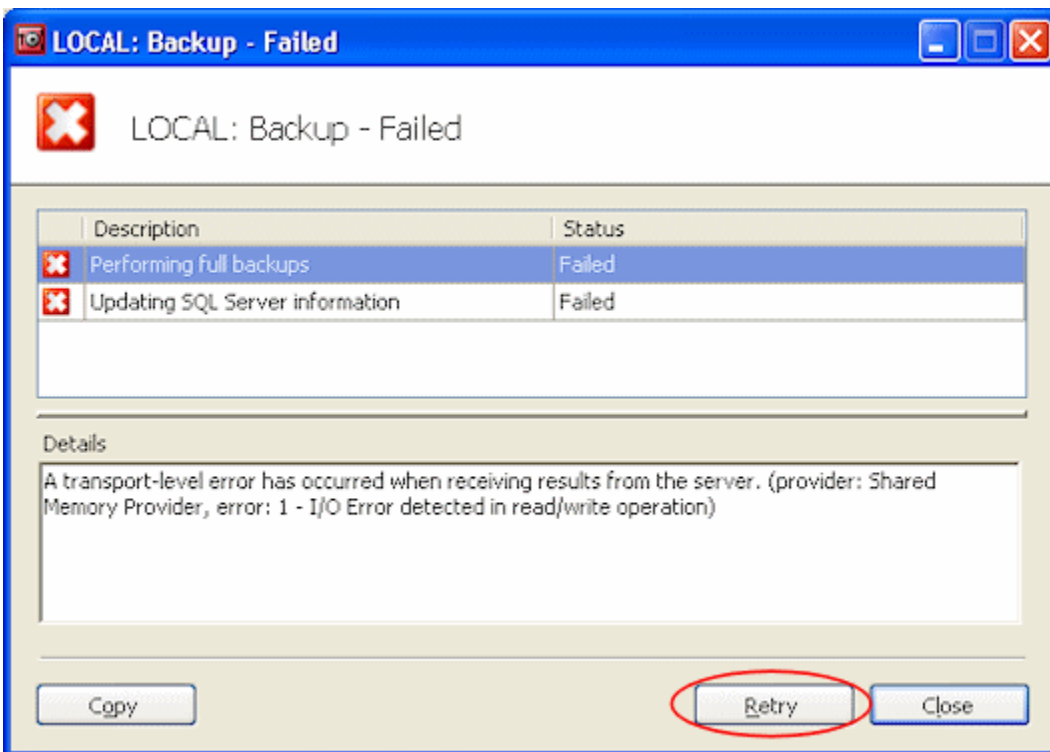 LOCAL: Backup - Failed
LOCAL: Backup - Failed
Description Status
Performing full backups Failed
Updating SQL Server information Failed
Details
A transport-level error has occurred when receiving results from the server. (provider: Shared
Memory Provider, error: 1 - I/O Error detected in read/write operation)
Copy Retry Close